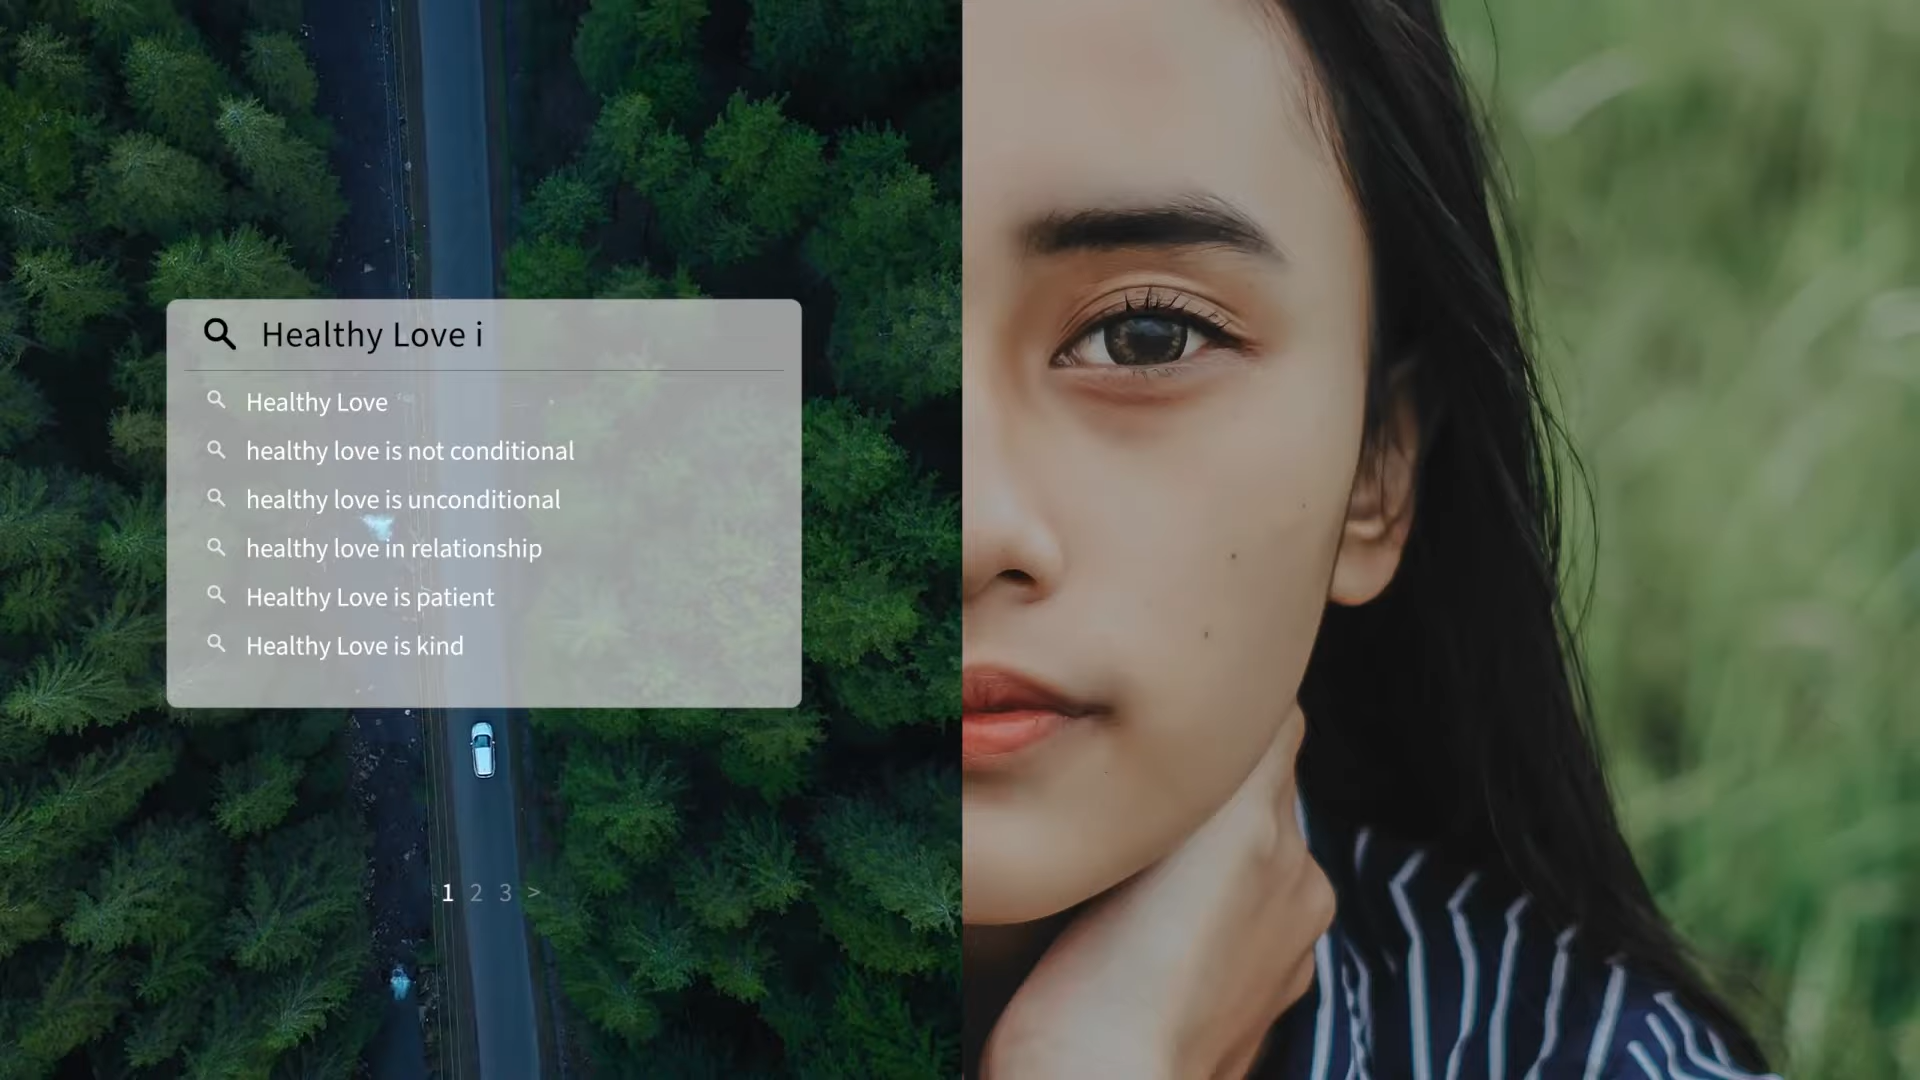 Healthy Love i
Healthy Love
healthy love is not conditional
healthy love is unconditional
healthy love in relationship
Healthy Love is patient
Healthy Love is kind
1 2 3 >